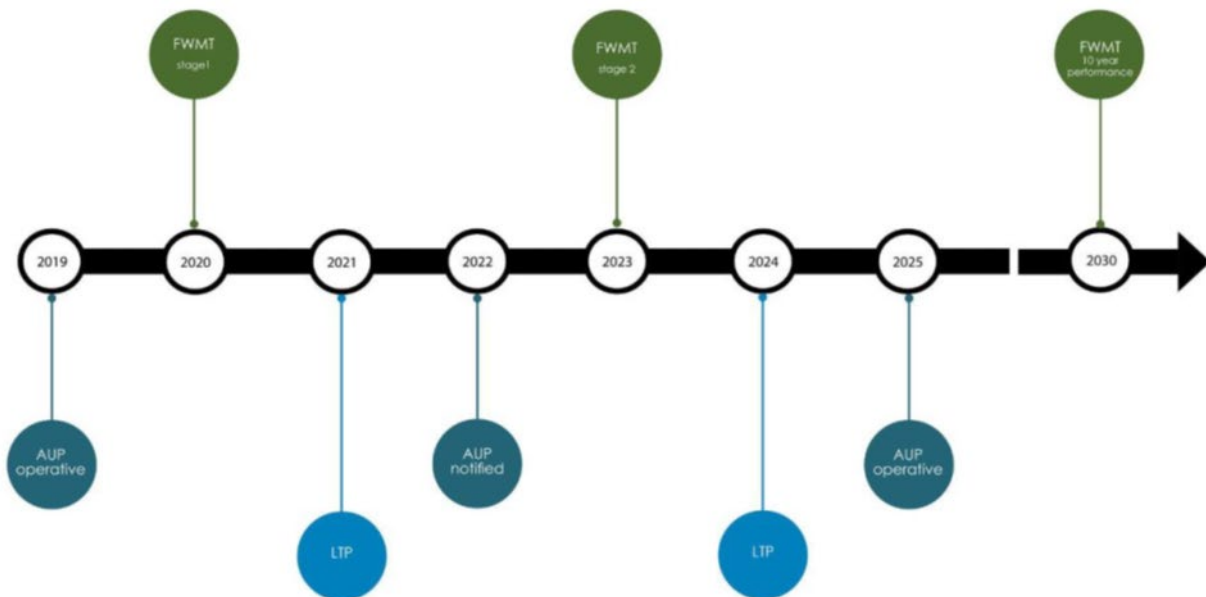 FWMT
stage1
FWMT
stage 2
FWMT
10 year
performance
2019
2020
2021
2022
2023
2024
2025
2030
AUP
operative
AUP
notified
AUP
operative
LTP
LTP